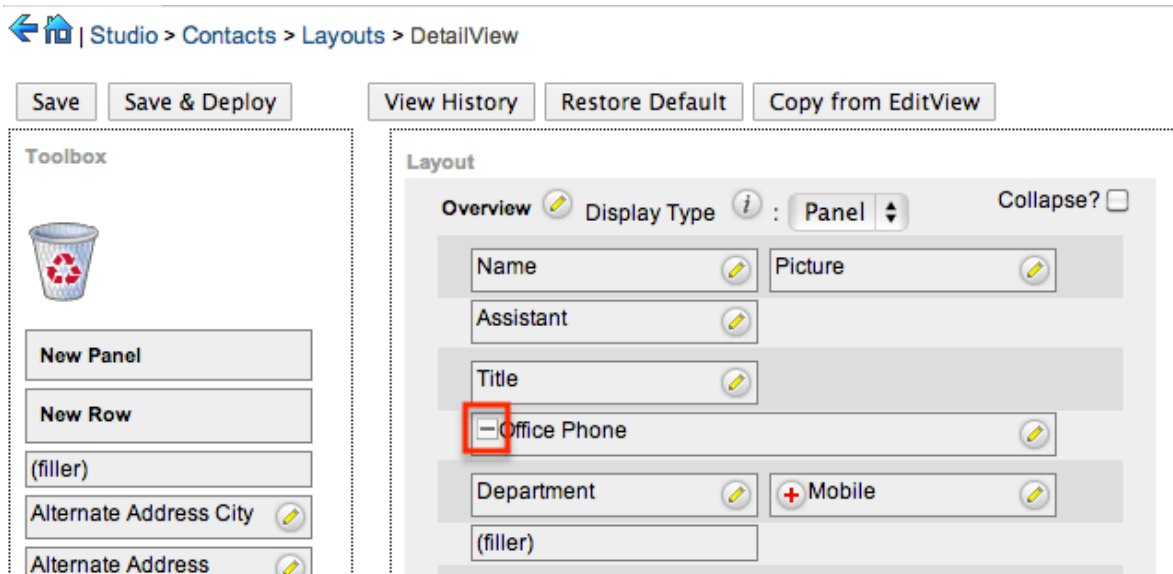 | Studio > Contacts > Layouts > DetailView
Save Save & Deploy View History Restore Default Copy from EditView
Toolbox
New Panel
New Row
(filler)
Alternate Address City
Alternate Address
Layout
Overview Display Type i : Panel Collapse?
Name Picture
Assistant
Title
Office Phone
Department Mobile
(filler)